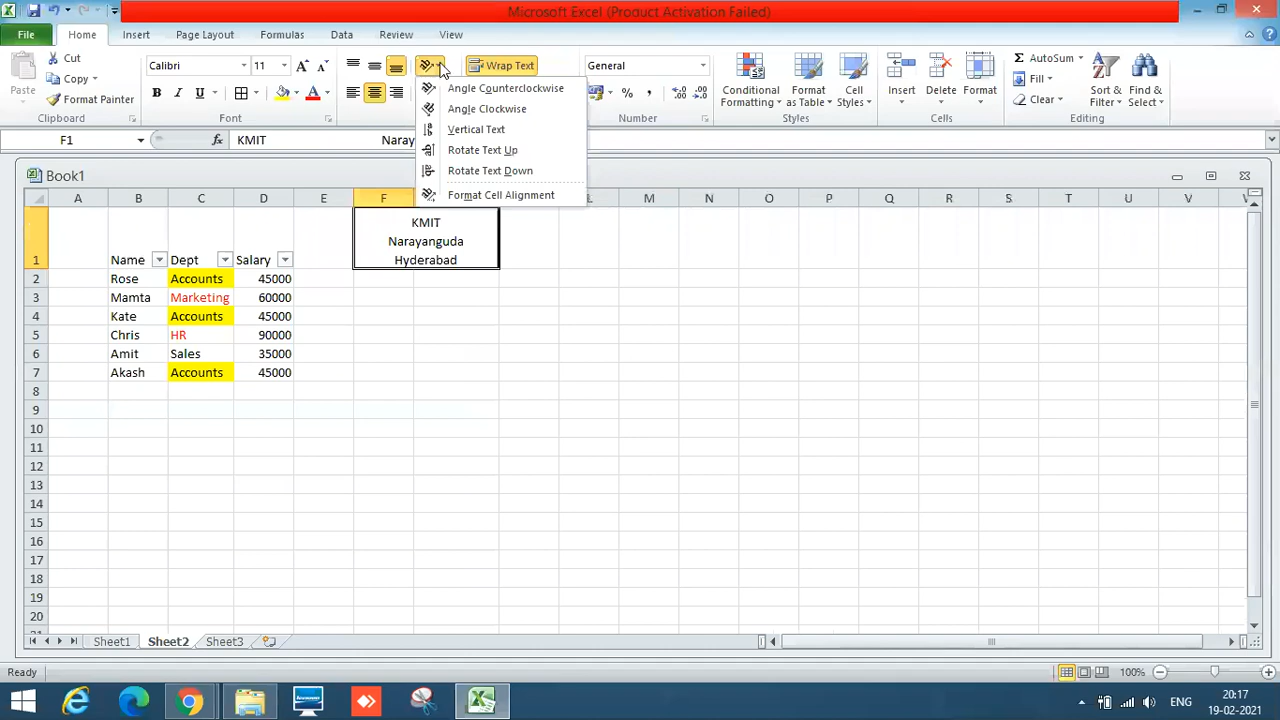 Microsoft Excel (Product Activation Failed)
File Home Insert Page Layout Formulas Data Review View
Cut
Copy
Paste
Format Painter
Clipboard
Calibri 11
B I U
Font
Wrap Text
General
Number
Conditional Formatting
Format as Table
Cell Styles
Styles
Insert Delete Format
Cells
AutoSum
Fill
Clear
Sort & Filter
Find & Select
Editing
Angle Counterclockwise
Angle Clockwise
Vertical Text
Rotate Text Up
Rotate Text Down
Format Cell Alignment
F1 fx KMIT Naray
Book1
A B C D E F L M N O P Q R S T U V
KMIT
Narayanguda
Hyderabad
1 Name Dept Salary
2 Rose Accounts 45000
3 Mamta Marketing 60000
4 Kate Accounts 45000
5 Chris HR 90000
6 Amit Sales 35000
7 Akash Accounts 45000
8
9
10
11
12
13
14
15
16
17
18
19
20
Sheet1 Sheet2 Sheet3
Ready 100%
ENG
20:17
19-02-2021